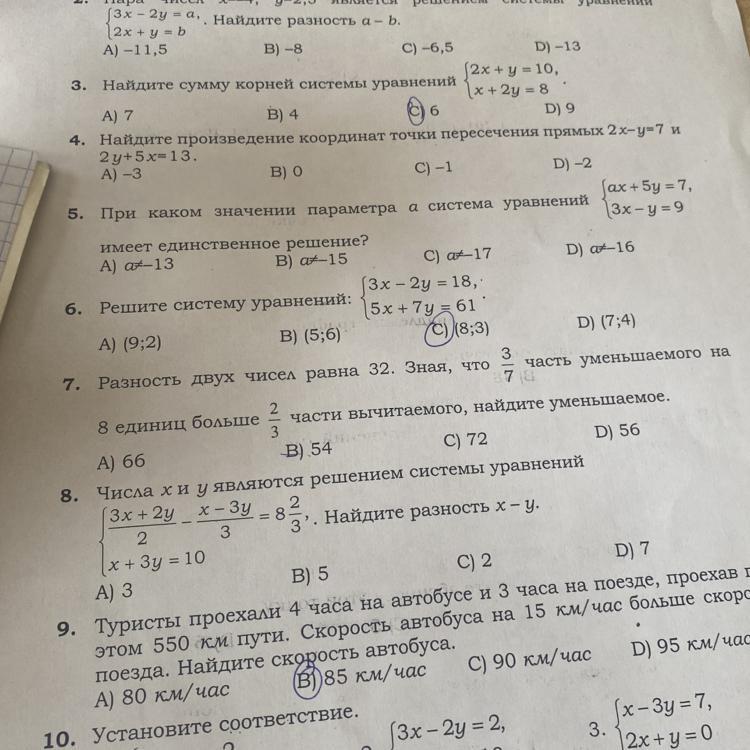 2. Пара чисел y=2,5 является решением системы уравнений
{3x − 2y = a,
2x + y = b . Найдите разность a − b.
A) −11,5 B) −8 C) −6,5 D) −13
3. Найдите сумму корней системы уравнений {2x + y = 10,
x + 2y = 8 .
A) 7 B) 4 C) 6 D) 9
4. Найдите произведение координат точки пересечения прямых 2x−y=7 и
2y+5x=13.
A) −3 B) 0 C) −1 D) −2
5. При каком значении параметра a система уравнений {ax + 5y = 7,
3x − y = 9
имеет единственное решение?
A) a≠−13 B) a≠−15 C) a≠−17 D) a≠−16
6. Решите систему уравнений: {3x − 2y = 18,
5x + 7y = 61 .
A) (9;2) B) (5;6) C) (8;3) D) (7;4)
7. Разность двух чисел равна 32. Зная, что 3/7 часть уменьшаемого на
8 единиц больше 2/3 части вычитаемого, найдите уменьшаемое.
A) 66 B) 54 C) 72 D) 56
8. Числа x и y являются решением системы уравнений
{(3x + 2y)/2 − (x − 3y)/3 = 8 2/3,
x + 3y = 10 . Найдите разность x − y.
A) 3 B) 5 C) 2 D) 7
9. Туристы проехали 4 часа на автобусе и 3 часа на поезде, проехав
этом 550 км пути. Скорость автобуса на 15 км/час больше скоро
поезда. Найдите скорость автобуса.
A) 80 км/час B) 85 км/час C) 90 км/час D) 95 км/час
10. Установите соответствие.
{3x − 2y = 2,
3. {x − 3y = 7,
2x + y = 0